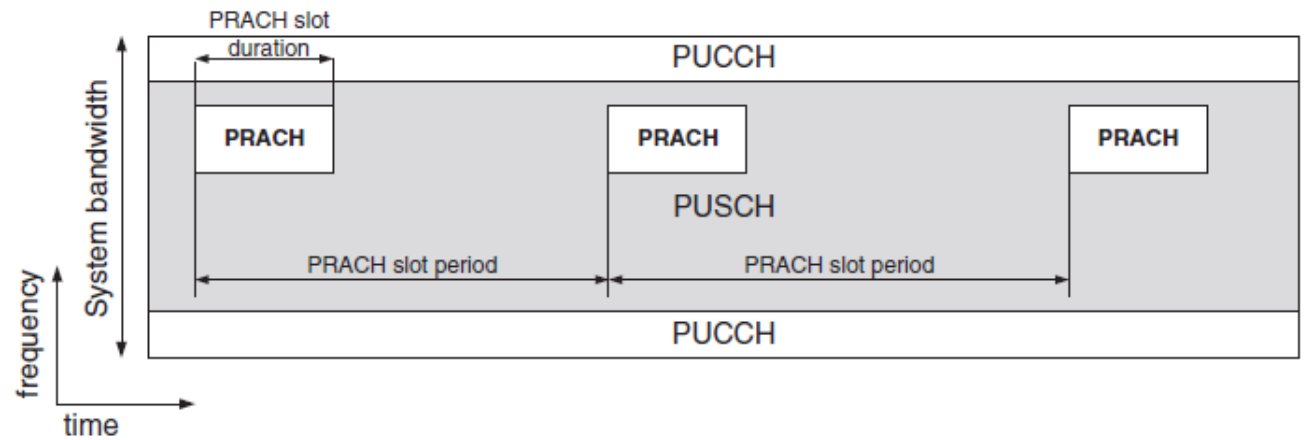 PRACH slot
duration
PUCCH
System bandwidth
PRACH
PRACH
PRACH
PUSCH
PRACH slot period
PRACH slot period
PUCCH
frequency
time